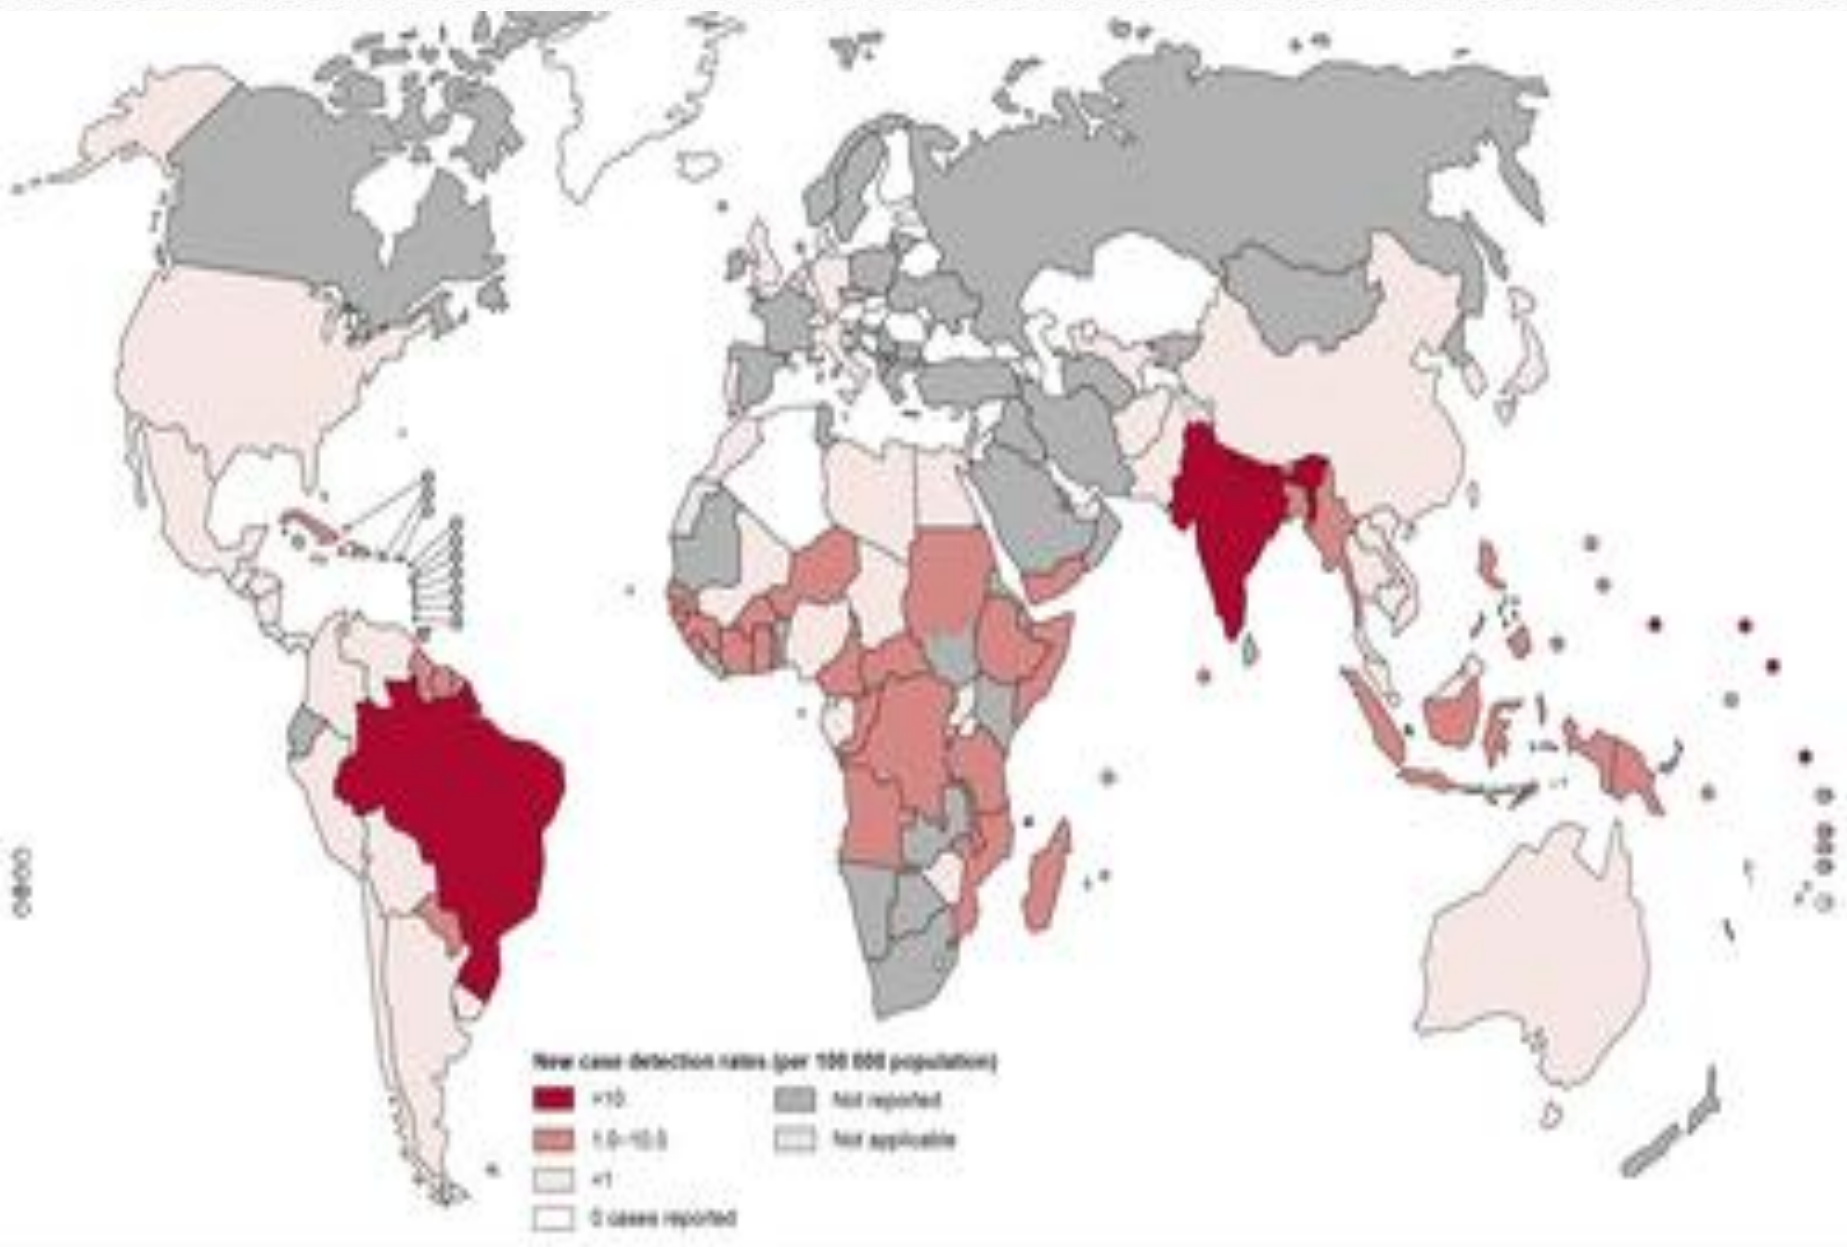 New case detection rates (per 100 000 population)
>10
1.0–10.0
<1
0 cases reported
Not reported
Not applicable